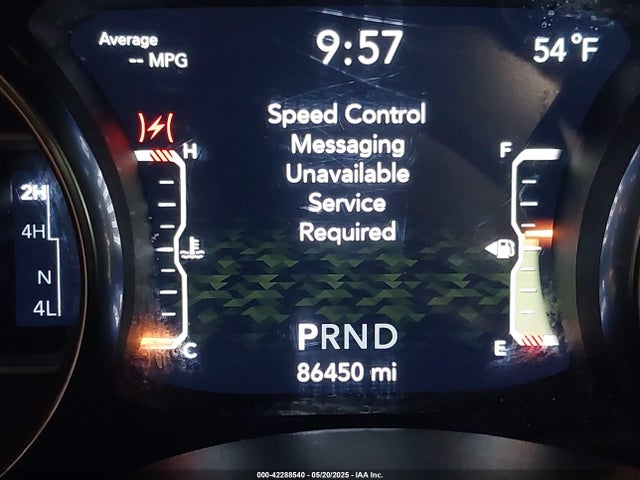 Average
-- MPG
9:57
54°F
Speed Control
Messaging
Unavailable
Service
Required
H
F
2H
4H
N
4L
C
E
PRND
86450 mi
000-42288540 - 05/20/2025 - IAA Inc.